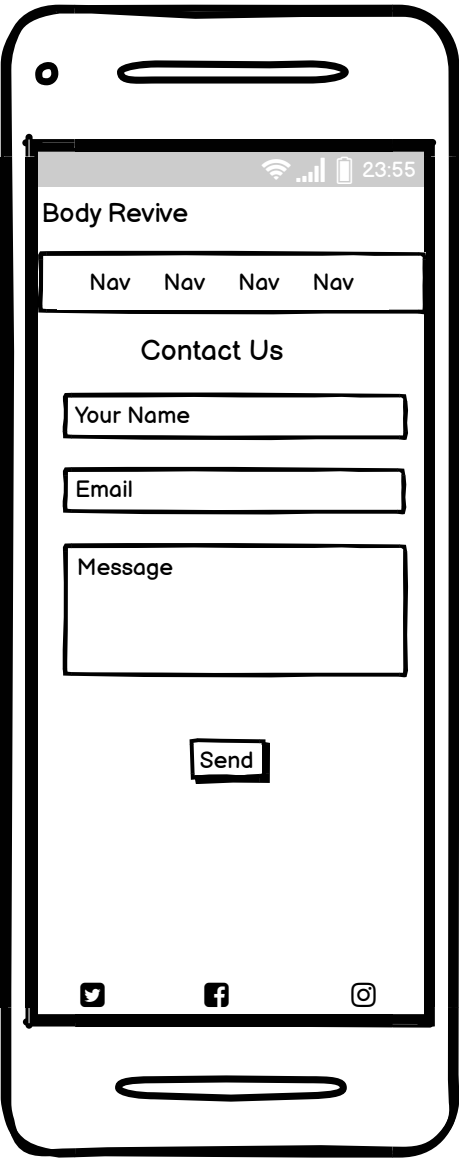 23:55
Body Revive
Nav Nav Nav Nav
Contact Us
Your Name
Email
Message
Send